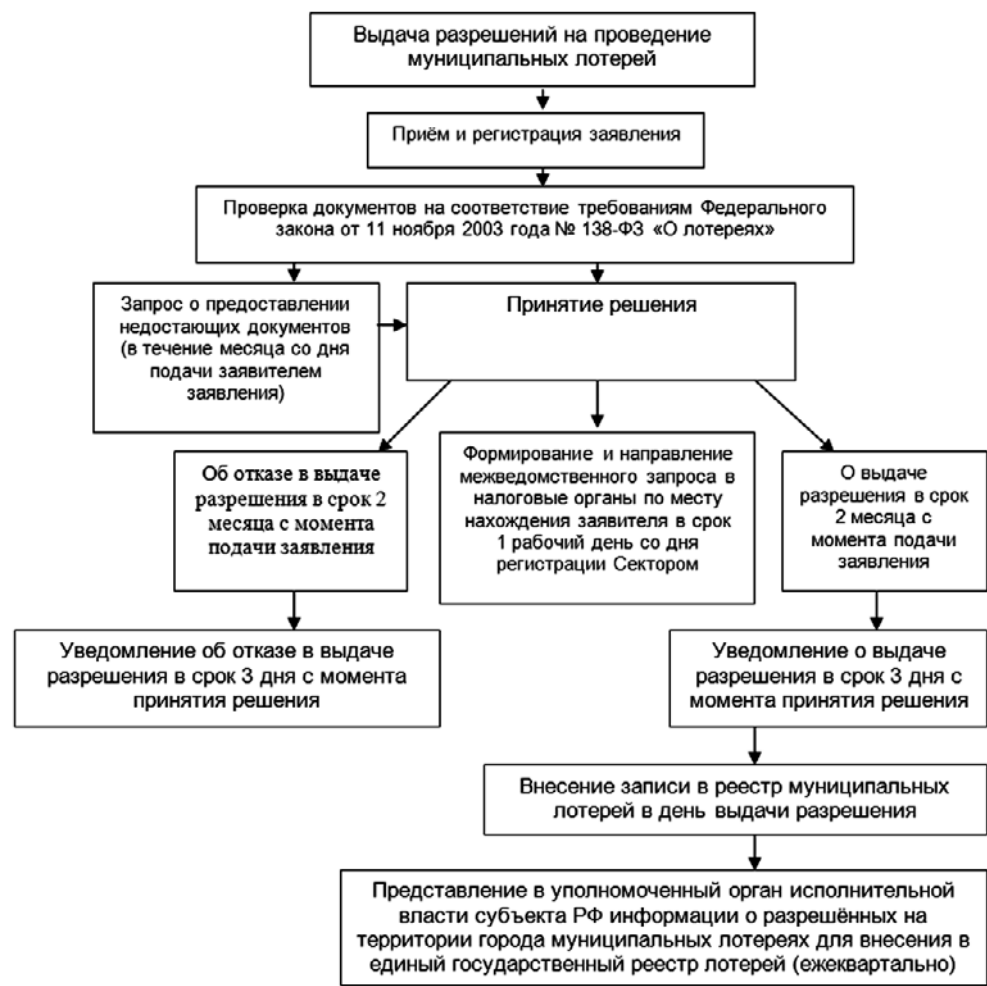 Выдача разрешений на проведение
муниципальных лотерей
Приём и регистрация заявления
Проверка документов на соответствие требованиям Федерального
закона от 11 ноября 2003 года № 138-ФЗ «О лотереях»
Запрос о предоставлении
недостающих документов
(в течение месяца со дня
подачи заявителем
заявления)
Принятие решения
Об отказе в выдаче
разрешения в срок 2
месяца с момента
подачи заявления
Формирование и направление
межведомственного запроса в
налоговые органы по месту
нахождения заявителя в срок
1 рабочий день со дня
регистрации Сектором
О выдаче
разрешения в срок
2 месяца с
момента подачи
заявления
Уведомление об отказе в выдаче
разрешения в срок 3 дня с момента
принятия решения
Уведомление о выдаче
разрешения в срок 3 дня с
момента принятия решения
Внесение записи в реестр муниципальных
лотерей в день выдачи разрешения
Представление в уполномоченный орган исполнительной
власти субъекта РФ информации о разрешённых на
территории города муниципальных лотереях для внесения в
единый государственный реестр лотерей (ежеквартально)